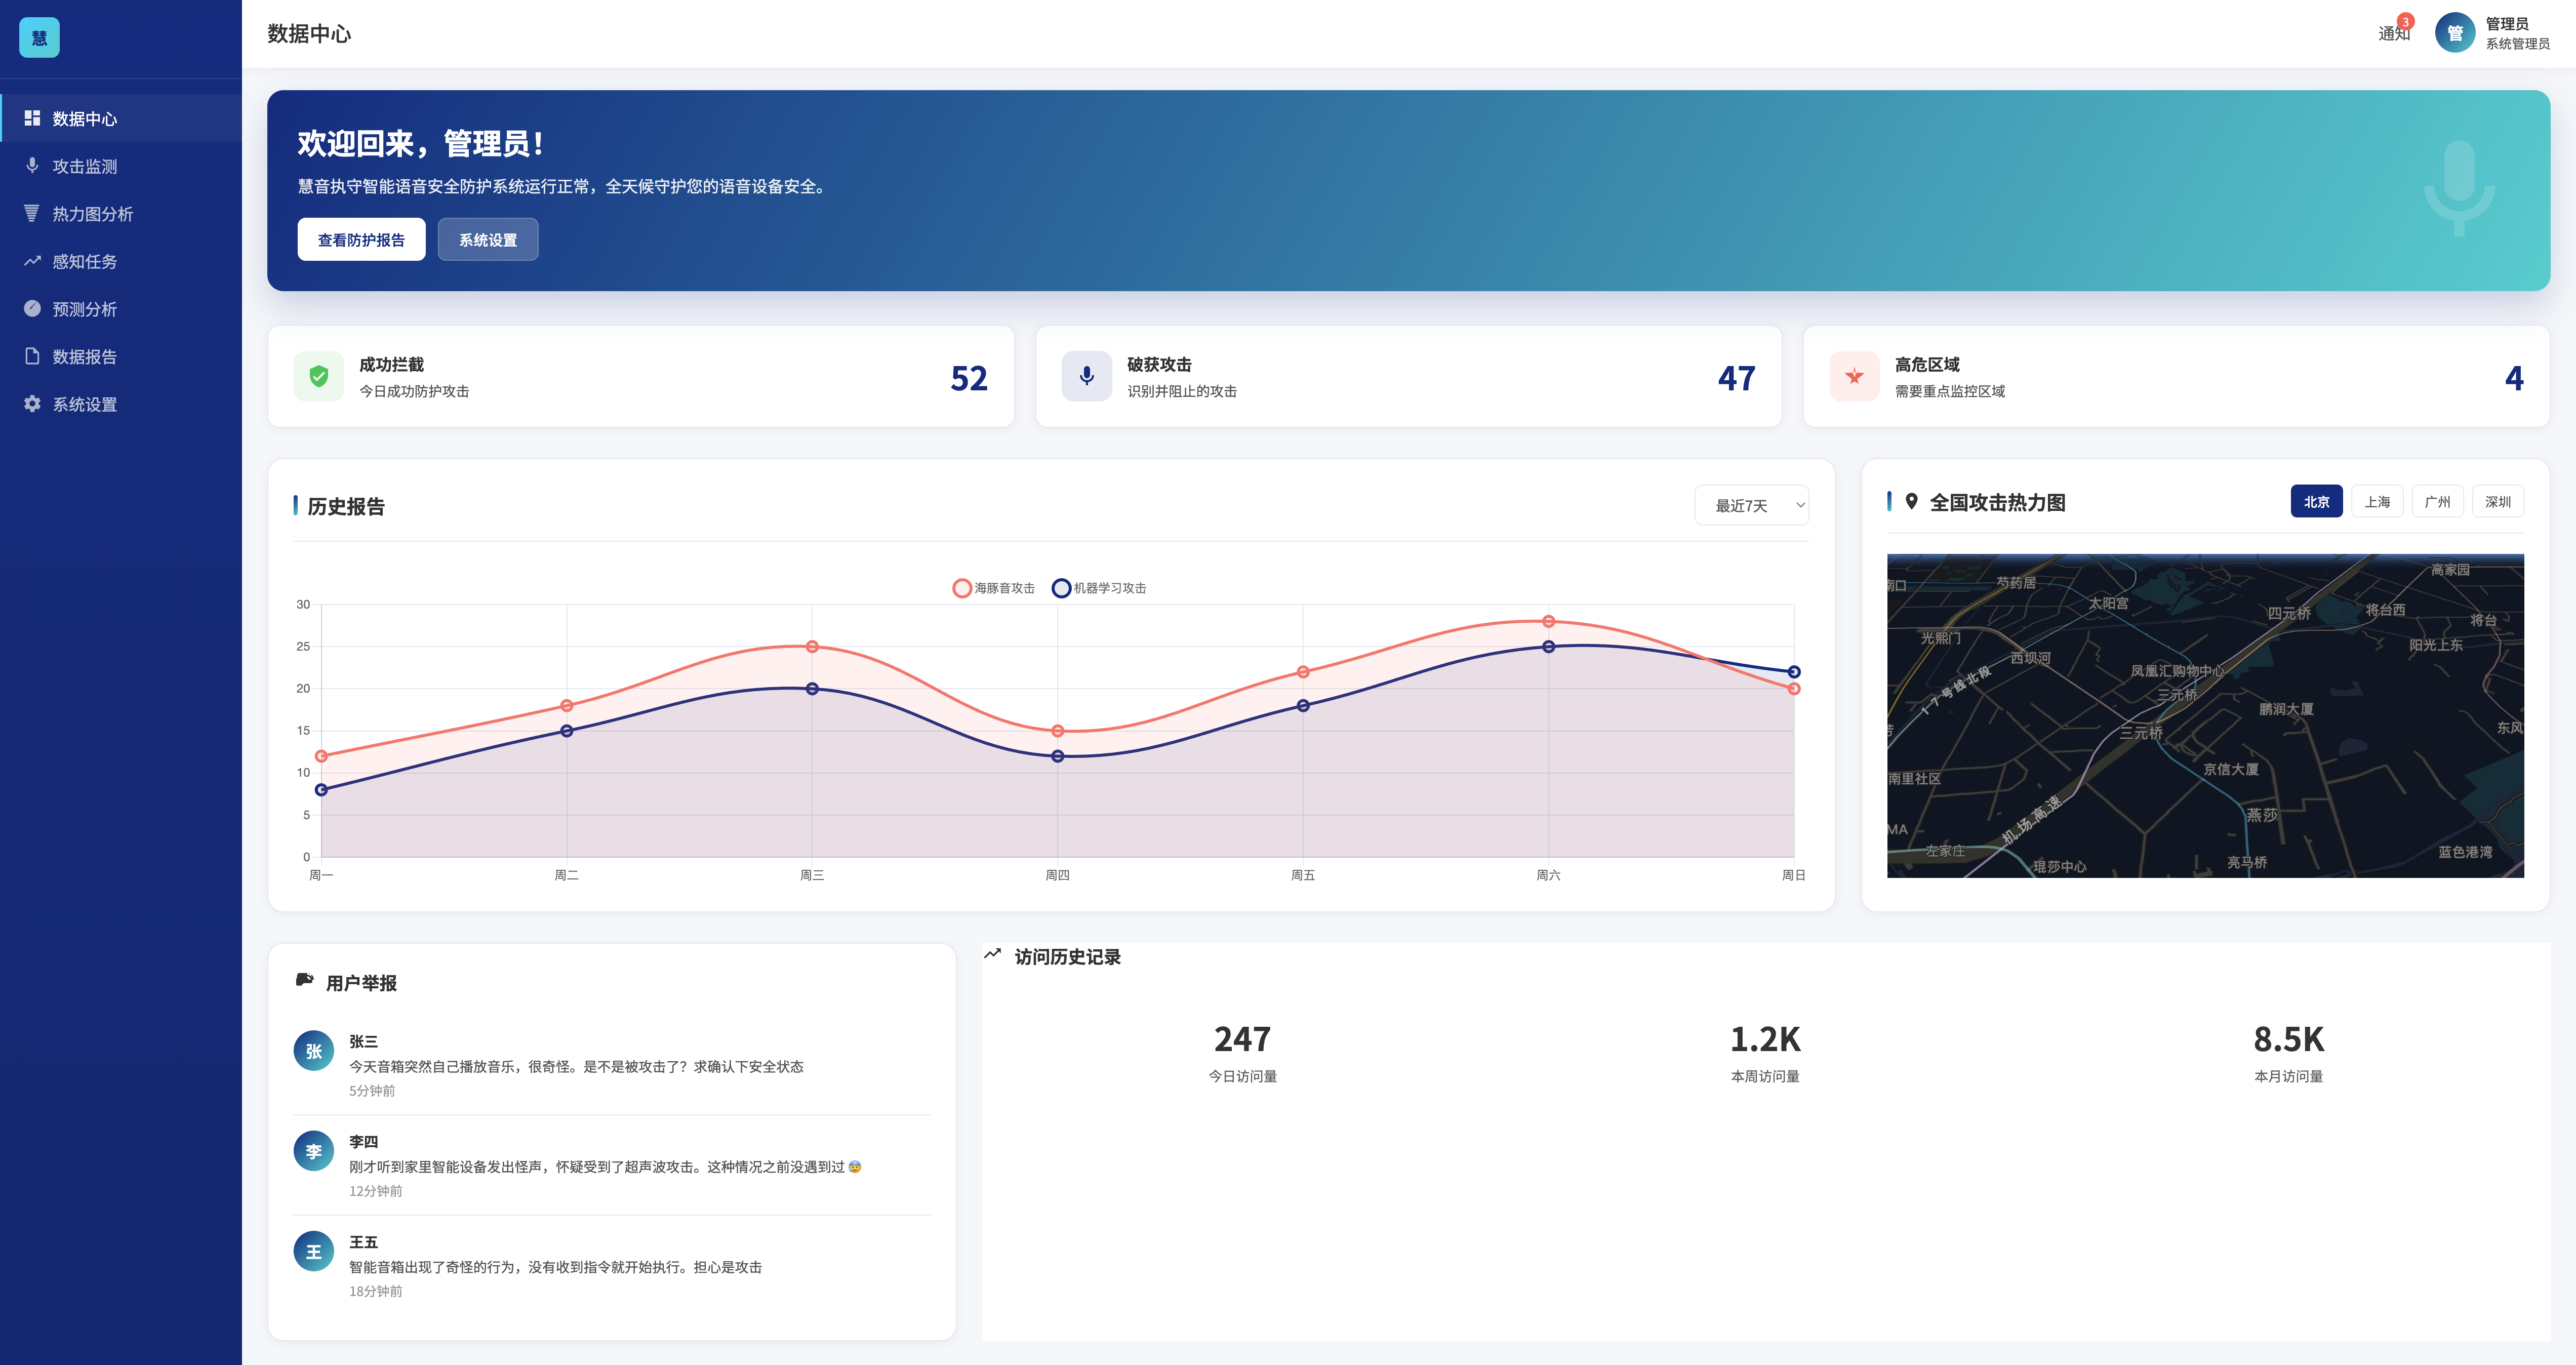 慧
数据中心
攻击监测
热力图分析
感知任务
预测分析
数据报告
系统设置
数据中心
通知
3
管
管理员
系统管理员
欢迎回来，管理员！
慧音执守智能语音安全防护系统运行正常，全天候守护您的语音设备安全。
查看防护报告
系统设置
成功拦截
今日成功防护攻击
52
破获攻击
识别并阻止的攻击
47
高危区域
需要重点监控区域
4
历史报告
最近7天
海豚音攻击
机器学习攻击
30
25
20
15
10
5
0
周一
周二
周三
周四
周五
周六
周日
全国攻击热力图
北京
上海
广州
深圳
高家园
芍药居
太阳宫
四元桥
将台西
将台
光熙门
阳光上东
西坝河
凤凰汇购物中心
三元桥
17号线北段
鹏润大厦
东风
三元桥
京信大厦
南里社区
机场高速
燕莎
MA
左家庄
琨莎中心
亮马桥
蓝色港湾
用户举报
张
张三
今天音箱突然自己播放音乐，很奇怪。是不是被攻击了？求确认下安全状态
5分钟前
李
李四
刚才听到家里智能设备发出怪声，怀疑受到了超声波攻击。这种情况之前没遇到过😨
12分钟前
王
王五
智能音箱出现了奇怪的行为，没有收到指令就开始执行。担心是攻击
18分钟前
访问历史记录
247
今日访问量
1.2K
本周访问量
8.5K
本月访问量